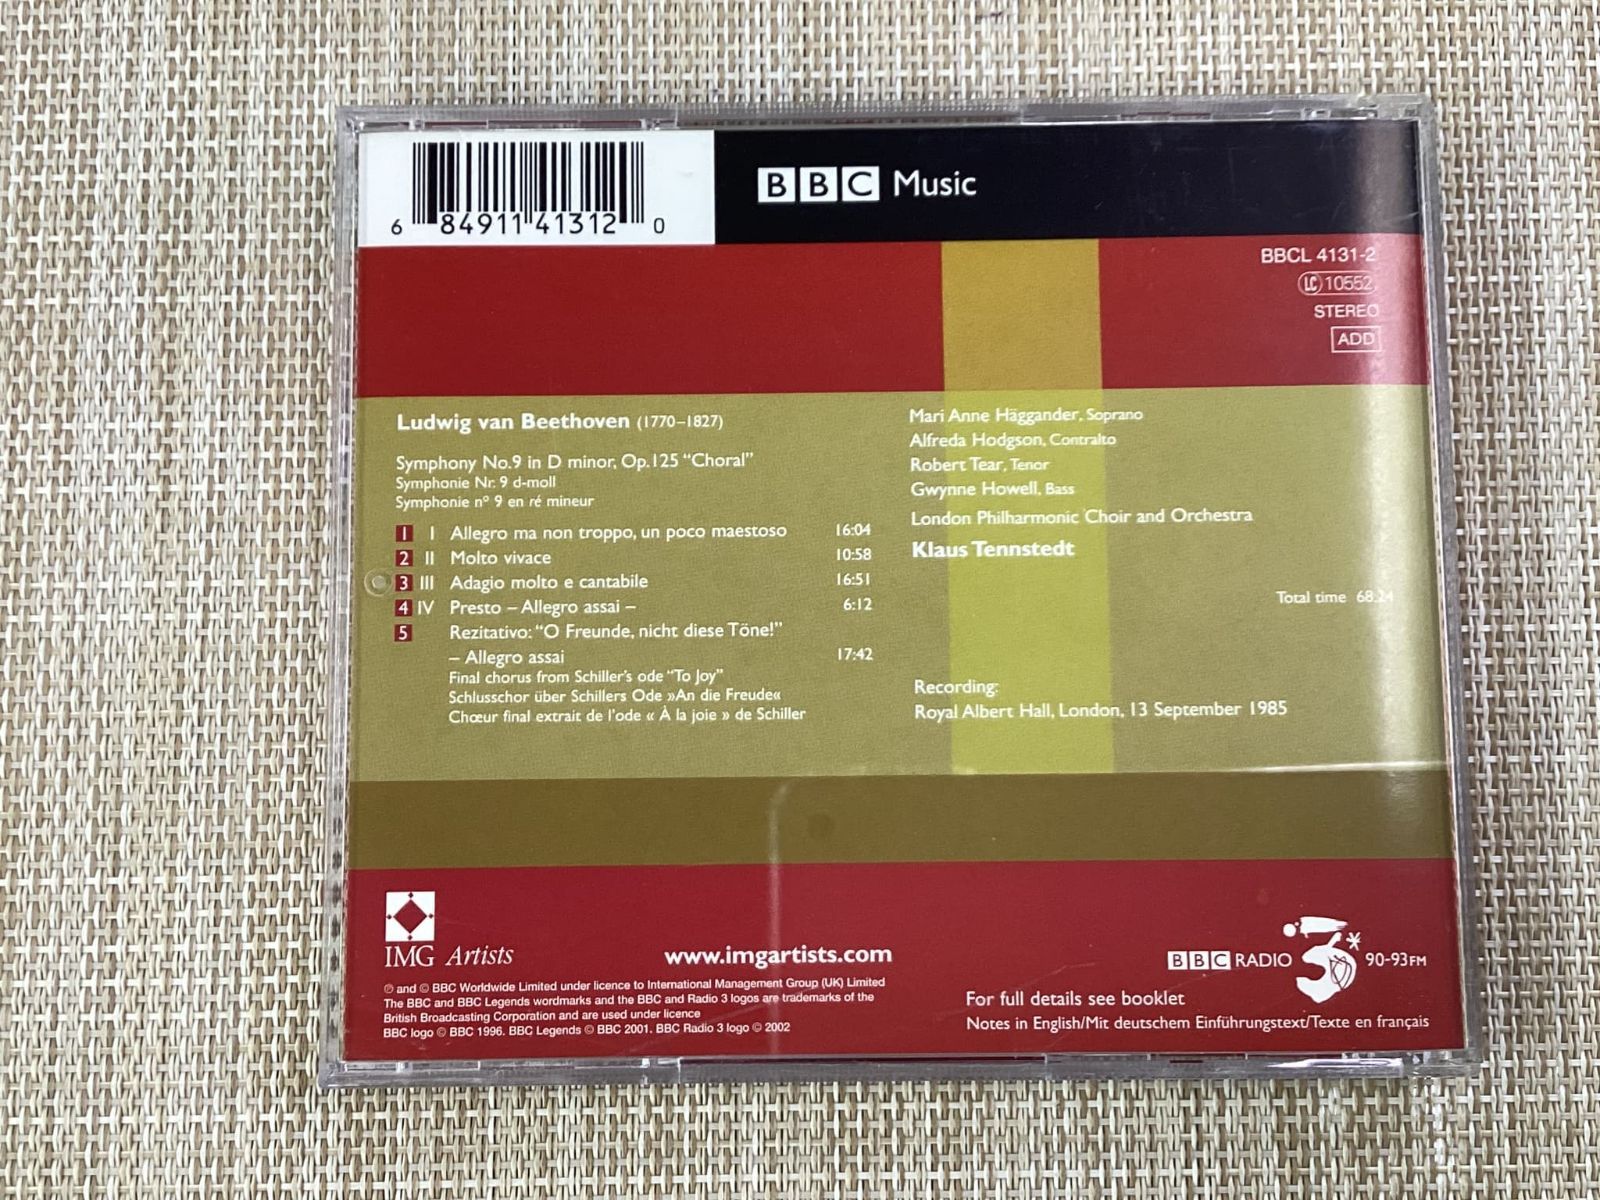 6 84911 41312 0
BBC Music
BBCL 4131-2
LC 10552
STEREO
ADD
Ludwig van Beethoven (1770–1827)
Symphony No.9 in D minor, Op.125 “Choral”
Symphonie Nr. 9 d-moll
Symphonie nº 9 en ré mineur
1 I Allegro ma non troppo, un poco maestoso 16:04
2 II Molto vivace 10:58
3 III Adagio molto e cantabile 16:51
4 IV Presto – Allegro assai – 6:12
5 Rezitativo: “O Freunde, nicht diese Töne!”
– Allegro assai 17:42
Final chorus from Schiller’s ode “To Joy”
Schlusschor über Schillers Ode »An die Freude«
Chœur final extrait de l’ode « À la joie » de Schiller
Mari Anne Häggander, Soprano
Alfreda Hodgson, Contralto
Robert Tear, Tenor
Gwynne Howell, Bass
London Philharmonic Choir and Orchestra
Klaus Tennstedt
Total time 68.24
Recording:
Royal Albert Hall, London, 13 September 1985
IMG Artists
www.imgartists.com
℗ and © BBC Worldwide Limited under licence to International Management Group (UK) Limited
The BBC and BBC Legends wordmarks and the BBC and Radio 3 logos are trademarks of the
British Broadcasting Corporation and are used under licence
BBC logo © BBC 1996. BBC Legends © BBC 2001. BBC Radio 3 logo © 2002
BBC RADIO 3 90-93FM
For full details see booklet
Notes in English/Mit deutschem Einführungstext/Texte en français